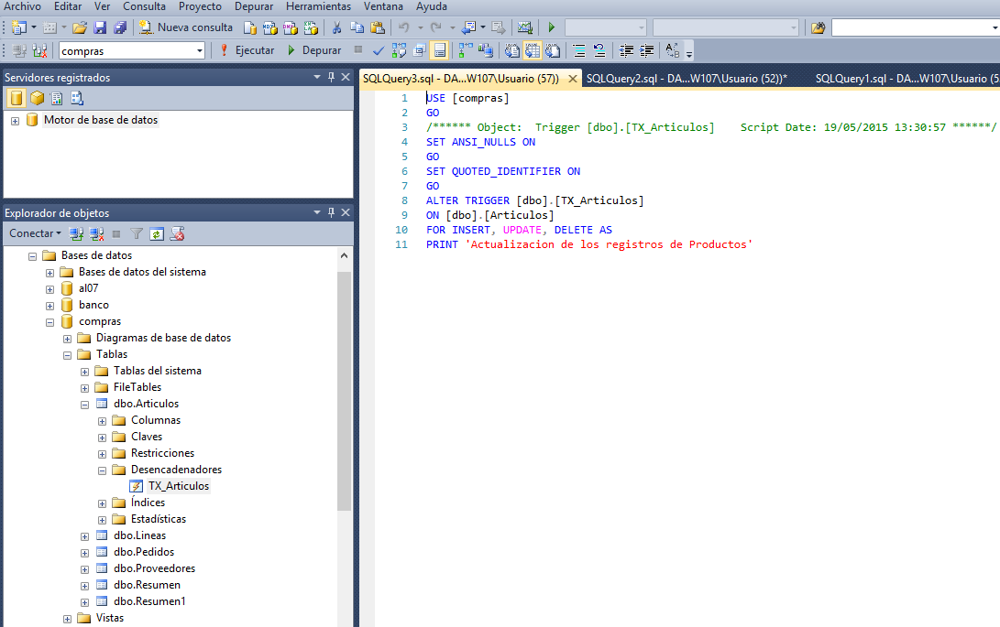 Archivo Editar Ver Consulta Proyecto Depurar Herramientas Ventana Ayuda
Nueva consulta
compras Ejecutar Depurar
Servidores registrados
Motor de base de datos
Explorador de objetos
Conectar
Bases de datos
Bases de datos del sistema
al07
banco
compras
Diagramas de base de datos
Tablas
Tablas del sistema
FileTables
dbo.Articulos
Columnas
Claves
Restricciones
Desencadenadores
TX_Articulos
Índices
Estadísticas
dbo.Lineas
dbo.Pedidos
dbo.Proveedores
dbo.Resumen
dbo.Resumen1
Vistas
SQLQuery3.sql - DA...W107\Usuario (57)) SQLQuery2.sql - DA...W107\Usuario (52))* SQLQuery1.sql - DA...W107\Usuario (5
1 USE [compras]
2 GO
3 /****** Object:  Trigger [dbo].[TX_Articulos]    Script Date: 19/05/2015 13:30:57 ******/
4 SET ANSI_NULLS ON
5 GO
6 SET QUOTED_IDENTIFIER ON
7 GO
8 ALTER TRIGGER [dbo].[TX_Articulos]
9 ON [dbo].[Articulos]
10 FOR INSERT, UPDATE, DELETE AS
11 PRINT 'Actualizacion de los registros de Productos'